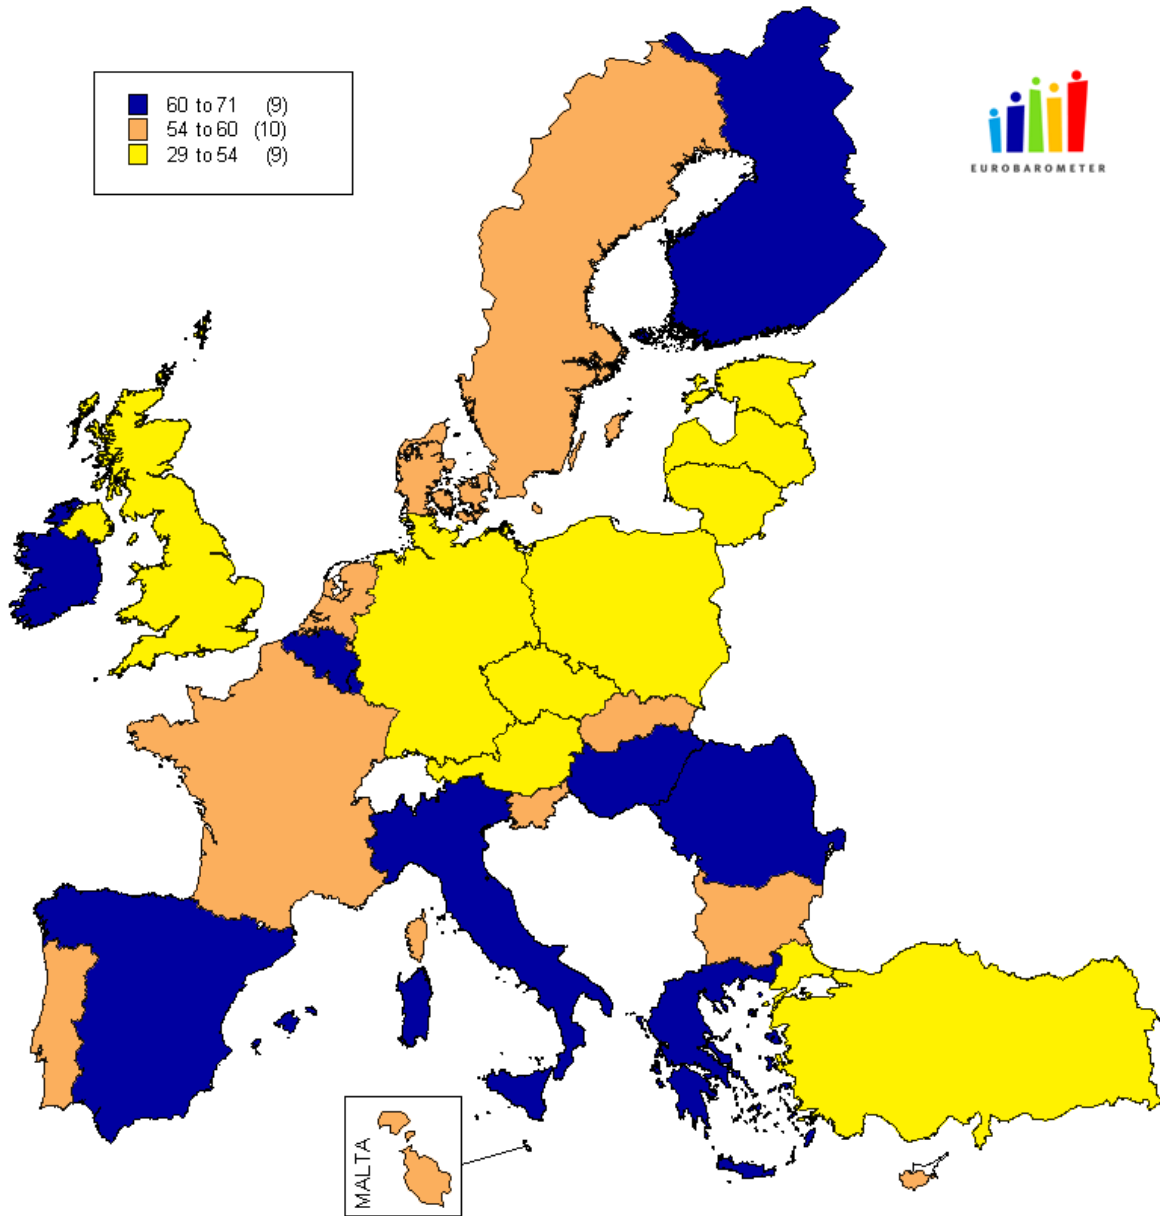 60 to 71 (9)
54 to 60 (10)
29 to 54 (9)
EUROBAROMETER
MALTA